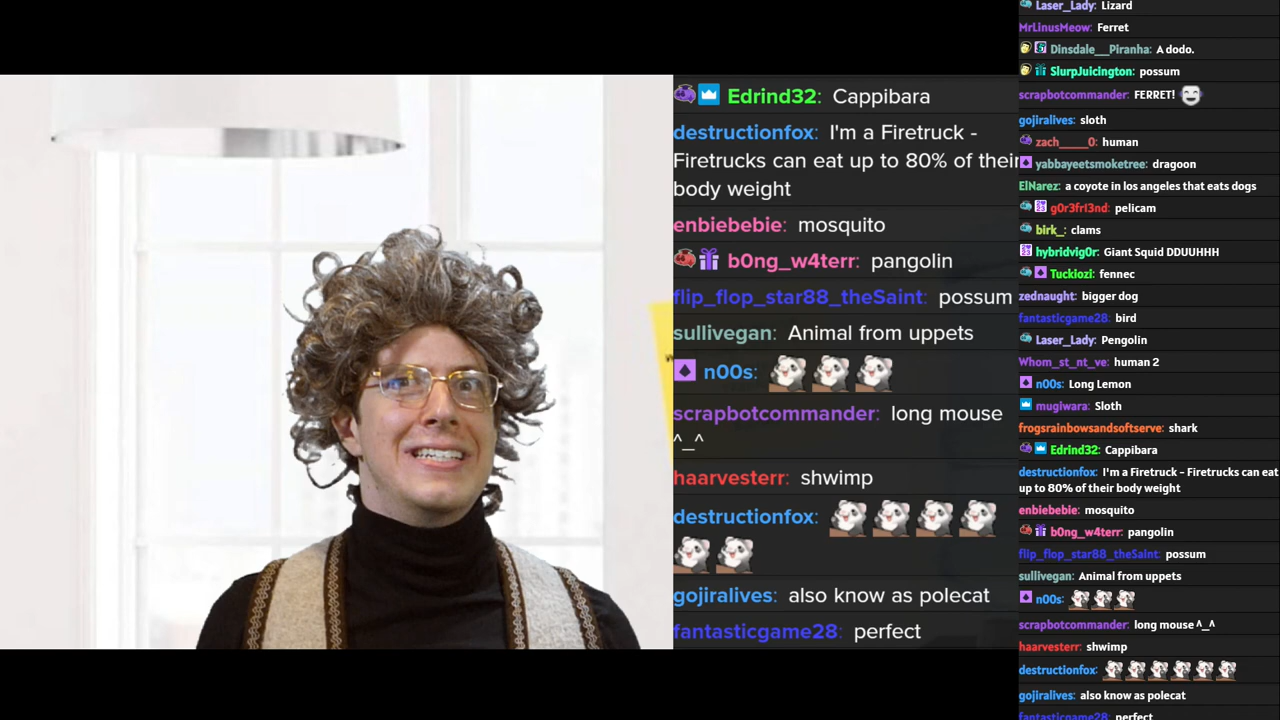 Edrind32: Cappibara
destructionfox: I'm a Firetruck -
Firetrucks can eat up to 80% of their
body weight
enbiebebie: mosquito
b0ng_w4terr: pangolin
flip_flop_star88_theSaint: possum
sullivegan: Animal from uppets
n00s:
scrapbotcommander: long mouse
^_^
haarvesterr: shwimp
destructionfox:
gojiralives: also know as polecat
fantasticgame28: perfect
Laser_Lady: Lizard
MrLinusMeow: Ferret
Dinsdale__Piranha: A dodo.
SlurpJuicington: possum
scrapbotcommander: FERRET!
gojiralives: sloth
zach_____0: human
yabbayeetsmoketree: dragoon
ElNarez: a coyote in los angeles that eats dogs
g0r3frI3nd: pelicam
birk_: clams
hybridvig0r: Giant Squid DDUUHHH
Tuckiozi: fennec
zednaught: bigger dog
fantasticgame28: bird
Laser_Lady: Pengolin
Whom_st_nt_ve: human 2
n00s: Long Lemon
mugiwara: Sloth
frogsrainbowsandsoftserve: shark
Edrind32: Cappibara
destructionfox: I'm a Firetruck - Firetrucks can eat
up to 80% of their body weight
enbiebebie: mosquito
b0ng_w4terr: pangolin
flip_flop_star88_theSaint: possum
sullivegan: Animal from uppets
n00s:
scrapbotcommander: long mouse ^_^
haarvesterr: shwimp
destructionfox:
gojiralives: also know as polecat
fantasticgame28: perfect